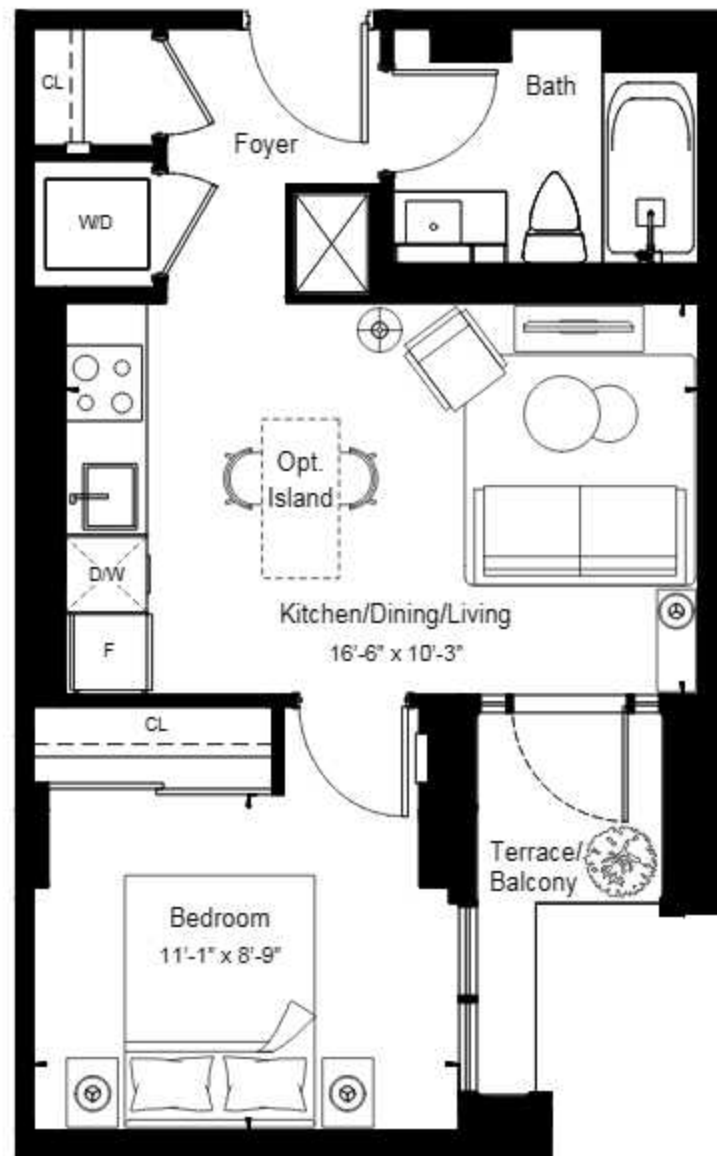 CL
Bath
Foyer
W/D
Opt.
Island
D/W
Kitchen/Dining/Living
16'-6" x 10'-3"
F
CL
Terrace/
Balcony
Bedroom
11'-1" x 8'-9"